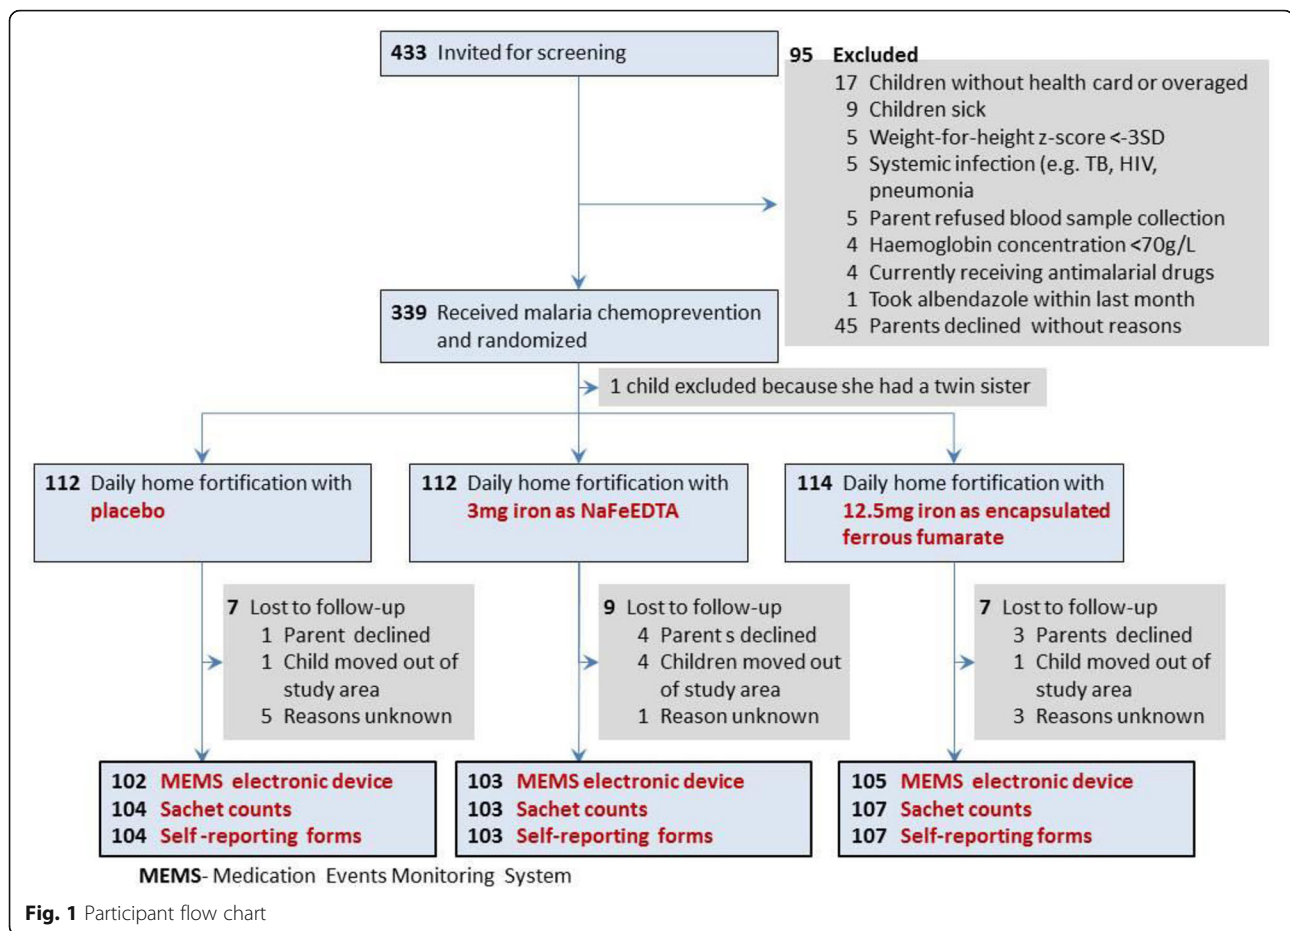 433 Invited for screening
95 Excluded
17 Children without health card or overaged
9 Children sick
5 Weight-for-height z-score <-3SD
5 Systemic infection (e.g. TB, HIV,
pneumonia
5 Parent refused blood sample collection
4 Haemoglobin concentration <70g/L
4 Currently receiving antimalarial drugs
1 Took albendazole within last month
45 Parents declined without reasons
339 Received malaria chemoprevention
and randomized
1 child excluded because she had a twin sister
112 Daily home fortification with
placebo
112 Daily home fortification with
3mg iron as NaFeEDTA
114 Daily home fortification with
12.5mg iron as encapsulated
ferrous fumarate
7 Lost to follow-up
1 Parent declined
1 Child moved out of
study area
5 Reasons unknown
9 Lost to follow-up
4 Parent s declined
4 Children moved out
of study area
1 Reason unknown
7 Lost to follow-up
3 Parents declined
1 Child moved out of
study area
3 Reasons unknown
102 MEMS electronic device
104 Sachet counts
104 Self-reporting forms
103 MEMS electronic device
103 Sachet counts
103 Self-reporting forms
105 MEMS electronic device
107 Sachet counts
107 Self-reporting forms
MEMS- Medication Events Monitoring System
Fig. 1 Participant flow chart